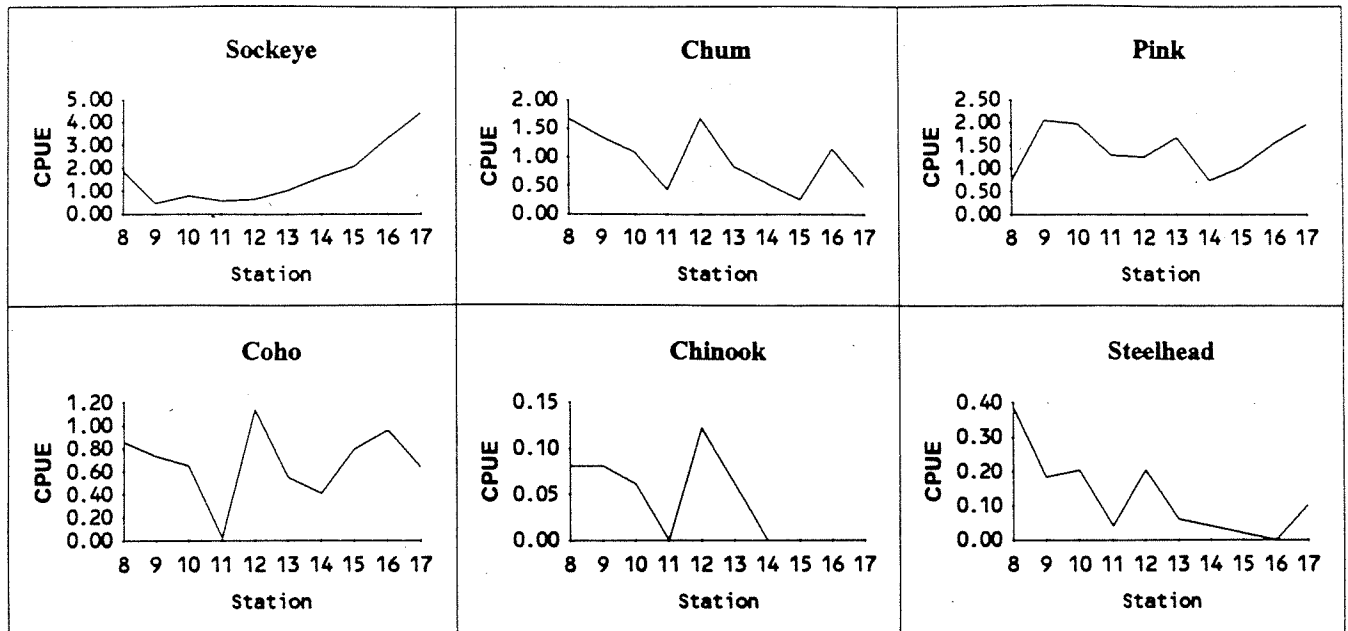 Sockeye
5.00
4.00
3.00
2.00
1.00
0.00
CPUE
8 9 10 11 12 13 14 15 16 17
Station
Chum
2.00
1.50
1.00
0.50
0.00
CPUE
8 9 10 11 12 13 14 15 16 17
Station
Pink
2.50
2.00
1.50
1.00
0.50
0.00
CPUE
8 9 10 11 12 13 14 15 16 17
Station
Coho
1.20
1.00
0.80
0.60
0.40
0.20
0.00
CPUE
8 9 10 11 12 13 14 15 16 17
Station
Chinook
0.15
0.10
0.05
0.00
CPUE
8 9 10 11 12 13 14 15 16 17
Station
Steelhead
0.40
0.30
0.20
0.10
0.00
CPUE
8 9 10 11 12 13 14 15 16 17
Station